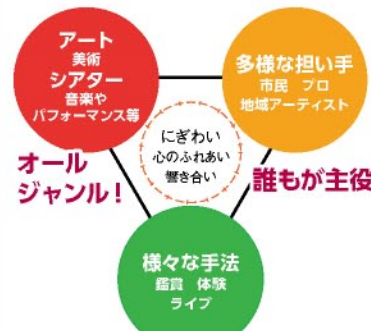 アート
美術
シアター
音楽や
パフォーマンス等
多様な担い手
市民　プロ
地域アーティスト
にぎわい
心のふれあい
響き合い
オール
ジャンル！
誰もが主役
様々な手法
鑑賞　体験
ライブ